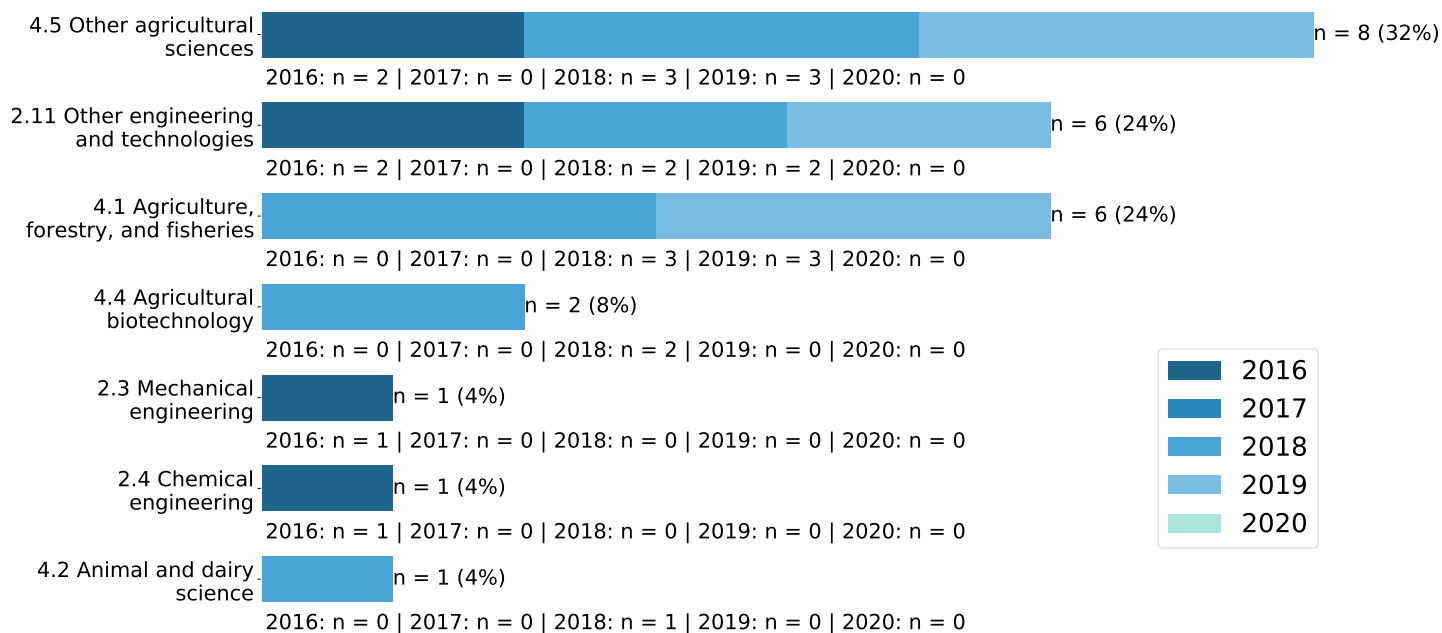 4.5 Other agricultural
sciences
n = 8 (32%)
2016: n = 2 | 2017: n = 0 | 2018: n = 3 | 2019: n = 3 | 2020: n = 0
2.11 Other engineering
and technologies
n = 6 (24%)
2016: n = 2 | 2017: n = 0 | 2018: n = 2 | 2019: n = 2 | 2020: n = 0
4.1 Agriculture,
forestry, and fisheries
n = 6 (24%)
2016: n = 0 | 2017: n = 0 | 2018: n = 3 | 2019: n = 3 | 2020: n = 0
4.4 Agricultural
biotechnology
n = 2 (8%)
2016: n = 0 | 2017: n = 0 | 2018: n = 2 | 2019: n = 0 | 2020: n = 0
2.3 Mechanical
engineering
n = 1 (4%)
2016: n = 1 | 2017: n = 0 | 2018: n = 0 | 2019: n = 0 | 2020: n = 0
2.4 Chemical
engineering
n = 1 (4%)
2016: n = 1 | 2017: n = 0 | 2018: n = 0 | 2019: n = 0 | 2020: n = 0
4.2 Animal and dairy
science
n = 1 (4%)
2016: n = 0 | 2017: n = 0 | 2018: n = 1 | 2019: n = 0 | 2020: n = 0
2016
2017
2018
2019
2020